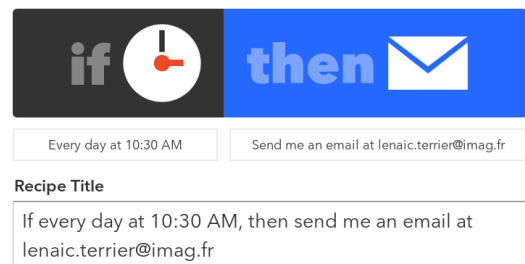 if then
Every day at 10:30 AM Send me an email at lenaic.terrier@imag.fr
Recipe Title
If every day at 10:30 AM, then send me an email at
lenaic.terrier@imag.fr